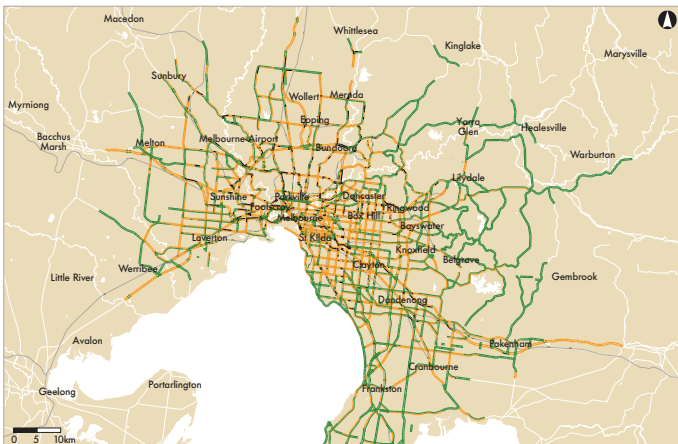 Macedon
Whittlesea
Kinglake
Marysville
Sunbury
Myrniong
Wollert
Mernda
Epping
Yarra
Glen
Healesville
Bacchus
Marsh
Melton
Melbourne Airport
Bundoora
Warburton
Lilydale
Sunshine
Parkville
Doncaster
Footscray
Ringwood
Melbourne
Box Hill
Bayswater
Laverton
St Kilda
Knoxfield
Belgrave
Clayton
Werribee
Little River
Gembrook
Dandenong
Avalon
Pakenham
Cranbourne
Geelong
Portarlington
Frankston
0 5 10km